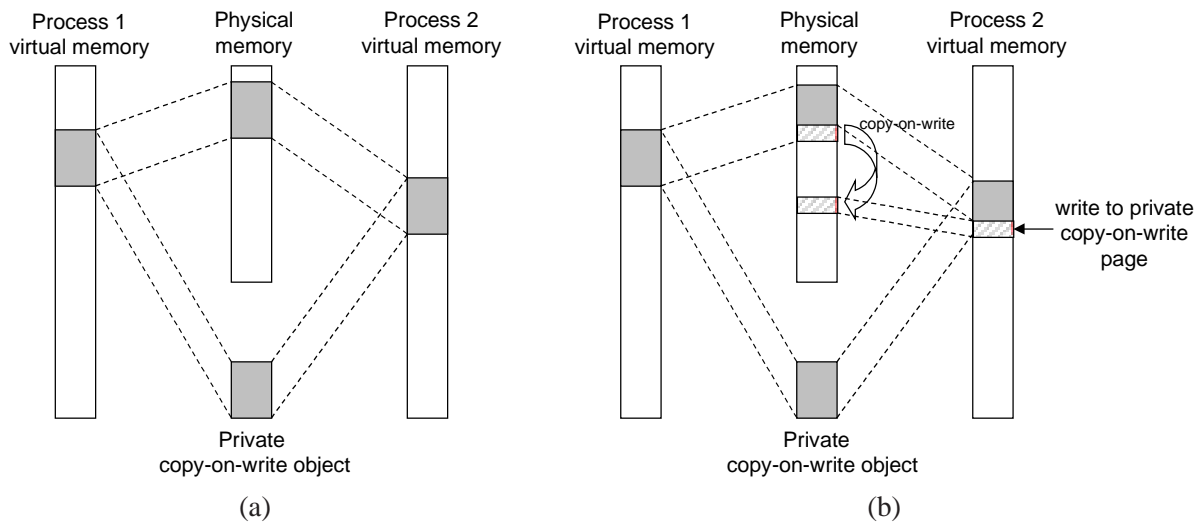 Process 1
virtual memory
Physical
memory
Process 2
virtual memory
Private
copy-on-write object
(a)
Process 1
virtual memory
Physical
memory
Process 2
virtual memory
copy-on-write
write to private
copy-on-write
page
Private
copy-on-write object
(b)